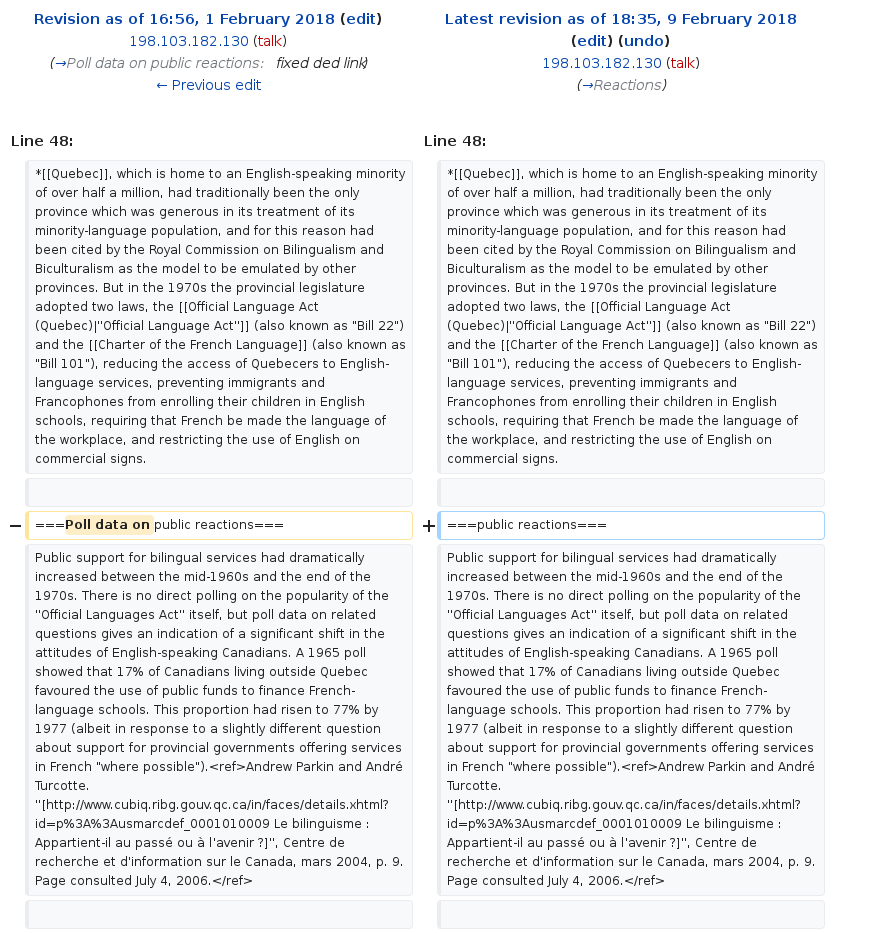 Revision as of 16:56, 1 February 2018 (edit)
198.103.182.130 (talk)
(→Poll data on public reactions: fixed ded link)
← Previous edit
Latest revision as of 18:35, 9 February 2018
(edit) (undo)
198.103.182.130 (talk)
(→Reactions)
Line 48:
Line 48:
*[[Quebec]], which is home to an English-speaking minority
of over half a million, had traditionally been the only
province which was generous in its treatment of its
minority-language population, and for this reason had
been cited by the Royal Commission on Bilingualism and
Biculturalism as the model to be emulated by other
provinces. But in the 1970s the provincial legislature
adopted two laws, the [[Official Language Act
(Quebec)|''Official Language Act'']] (also known as "Bill 22")
and the [[Charter of the French Language]] (also known as
"Bill 101"), reducing the access of Quebecers to English-
language services, preventing immigrants and
Francophones from enrolling their children in English
schools, requiring that French be made the language of
the workplace, and restricting the use of English on
commercial signs.
*[[Quebec]], which is home to an English-speaking minority
of over half a million, had traditionally been the only
province which was generous in its treatment of its
minority-language population, and for this reason had
been cited by the Royal Commission on Bilingualism and
Biculturalism as the model to be emulated by other
provinces. But in the 1970s the provincial legislature
adopted two laws, the [[Official Language Act
(Quebec)|''Official Language Act'']] (also known as "Bill 22")
and the [[Charter of the French Language]] (also known as
"Bill 101"), reducing the access of Quebecers to English-
language services, preventing immigrants and
Francophones from enrolling their children in English
schools, requiring that French be made the language of
the workplace, and restricting the use of English on
commercial signs.
− ===Poll data on public reactions===
+ ===public reactions===
Public support for bilingual services had dramatically
increased between the mid-1960s and the end of the
1970s. There is no direct polling on the popularity of the
''Official Languages Act'' itself, but poll data on related
questions gives an indication of a significant shift in the
attitudes of English-speaking Canadians. A 1965 poll
showed that 17% of Canadians living outside Quebec
favoured the use of public funds to finance French-
language schools. This proportion had risen to 77% by
1977 (albeit in response to a slightly different question
about support for provincial governments offering services
in French "where possible").<ref>Andrew Parkin and André
Turcotte.
''[http://www.cubiq.ribg.gouv.qc.ca/in/faces/details.xhtml?
id=p%3A%3Ausmarcdef_0001010009 Le bilinguisme :
Appartient-il au passé ou à l'avenir ?]'', Centre de
recherche et d'information sur le Canada, mars 2004, p. 9.
Page consulted July 4, 2006.</ref>
Public support for bilingual services had dramatically
increased between the mid-1960s and the end of the
1970s. There is no direct polling on the popularity of the
''Official Languages Act'' itself, but poll data on related
questions gives an indication of a significant shift in the
attitudes of English-speaking Canadians. A 1965 poll
showed that 17% of Canadians living outside Quebec
favoured the use of public funds to finance French-
language schools. This proportion had risen to 77% by
1977 (albeit in response to a slightly different question
about support for provincial governments offering services
in French "where possible").<ref>Andrew Parkin and André
Turcotte.
''[http://www.cubiq.ribg.gouv.qc.ca/in/faces/details.xhtml?
id=p%3A%3Ausmarcdef_0001010009 Le bilinguisme :
Appartient-il au passé ou à l'avenir ?]'', Centre de
recherche et d'information sur le Canada, mars 2004, p. 9.
Page consulted July 4, 2006.</ref>